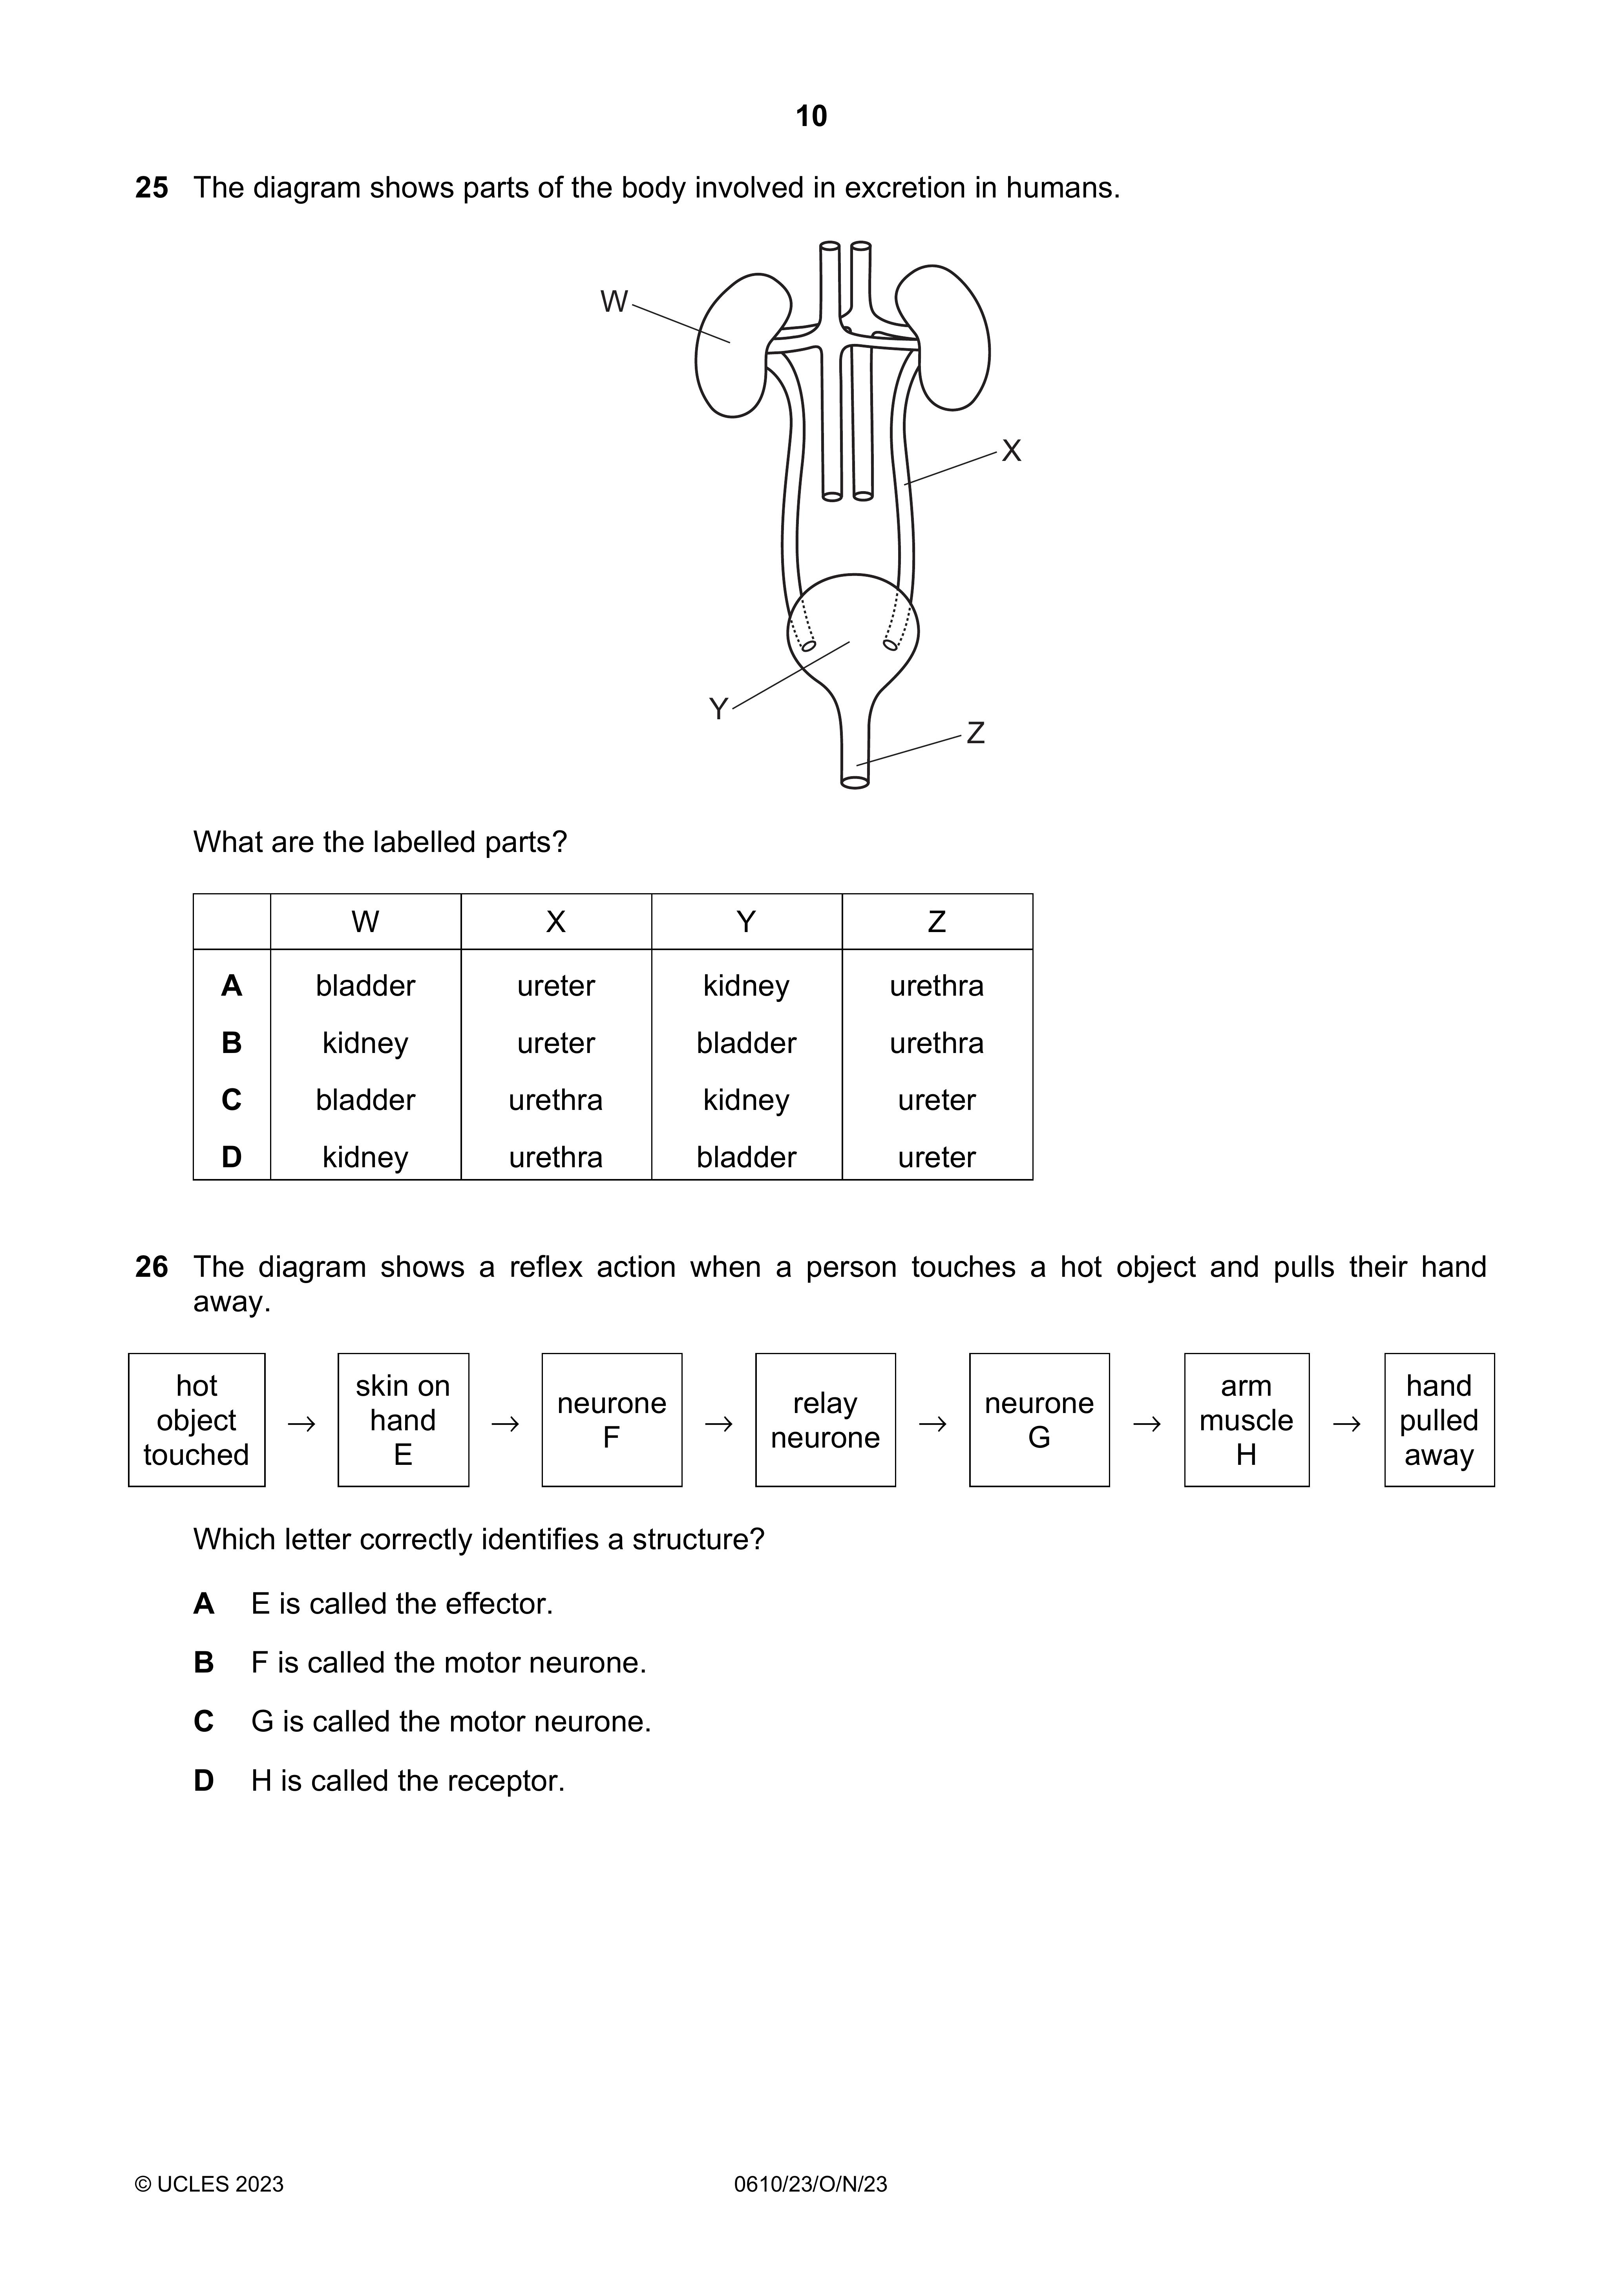 10
25 The diagram shows parts of the body involved in excretion in humans.
W
X
Y
Z
What are the labelled parts?
W X Y Z
A bladder ureter kidney urethra
B kidney ureter bladder urethra
C bladder urethra kidney ureter
D kidney urethra bladder ureter
26 The diagram shows a reflex action when a person touches a hot object and pulls their hand
away.
hot
object
touched
→
skin on
hand
E
→
neurone
F
→
relay
neurone
→
neurone
G
→
arm
muscle
H
→
hand
pulled
away
Which letter correctly identifies a structure?
A E is called the effector.
B F is called the motor neurone.
C G is called the motor neurone.
D H is called the receptor.
© UCLES 2023 0610/23/O/N/23